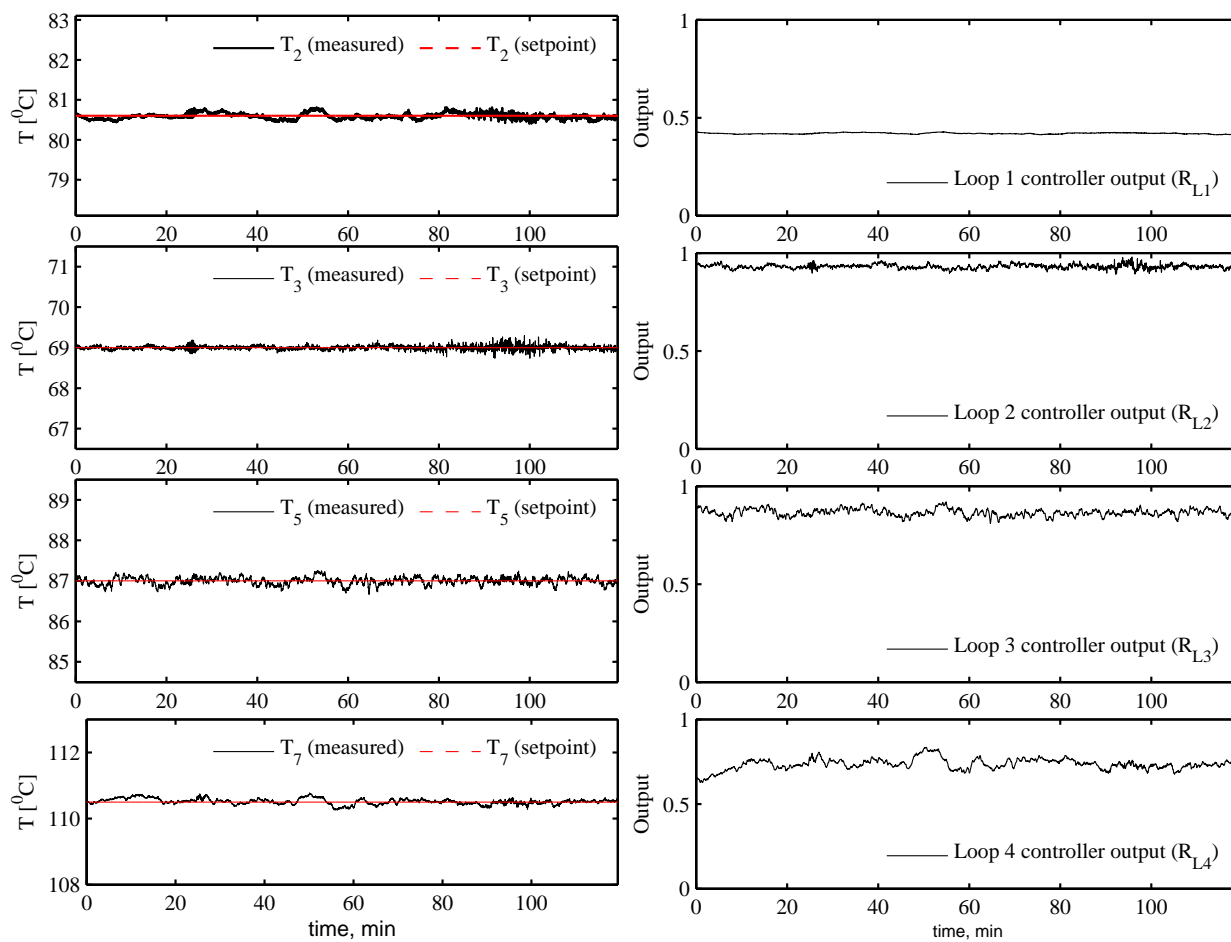 83
82
81
80
79
T [⁰C]
T₂ (measured) T₂ (setpoint)
0 20 40 60 80 100
1
0.5
0
Output
Loop 1 controller output (R_L1)
0 20 40 60 80 100
71
70
69
68
67
T [⁰C]
T₃ (measured) T₃ (setpoint)
0 20 40 60 80 100
1
0.5
0
Output
Loop 2 controller output (R_L2)
0 20 40 60 80 100
89
88
87
86
85
T [⁰C]
T₅ (measured) T₅ (setpoint)
0 20 40 60 80 100
1
0.5
0
Output
Loop 3 controller output (R_L3)
0 20 40 60 80 100
112
110
108
T [⁰C]
T₇ (measured) T₇ (setpoint)
0 20 40 60 80 100
time, min
1
0.5
0
Output
Loop 4 controller output (R_L4)
0 20 40 60 80 100
time, min